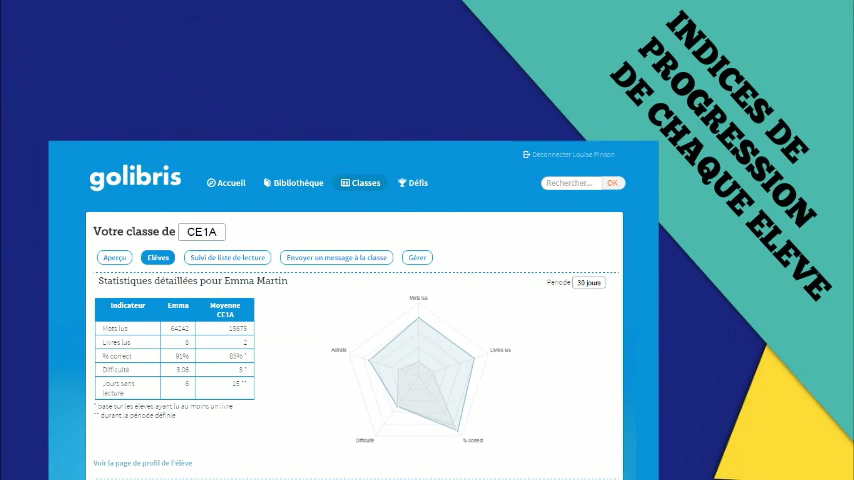 INDICES DE
PROGRESSION
DE CHAQUE ELEVE
Déconnecter Louise Pinson
golibris
Accueil
Bibliothèque
Classes
Défis
Rechercher...
OK
Votre classe de CE1A
Aperçu
Elèves
Suivi de liste de lecture
Envoyer un message à la classe
Gérer
Statistiques détaillées pour Emma Martin
Période 30 jours
Indicateur Emma Moyenne
CE1A
Mots lus 64242 15675
Livres lus 8 2
% correct 91% 83% *
Difficulté 3.06 3 *
Jours sans 8 15 **
lecture
* base sur les élèves ayant lu au moins un livre
** durant la période définie
Mots lus
Activité
Livres lus
Difficulté
% correct
Voir la page de profil de l'élève